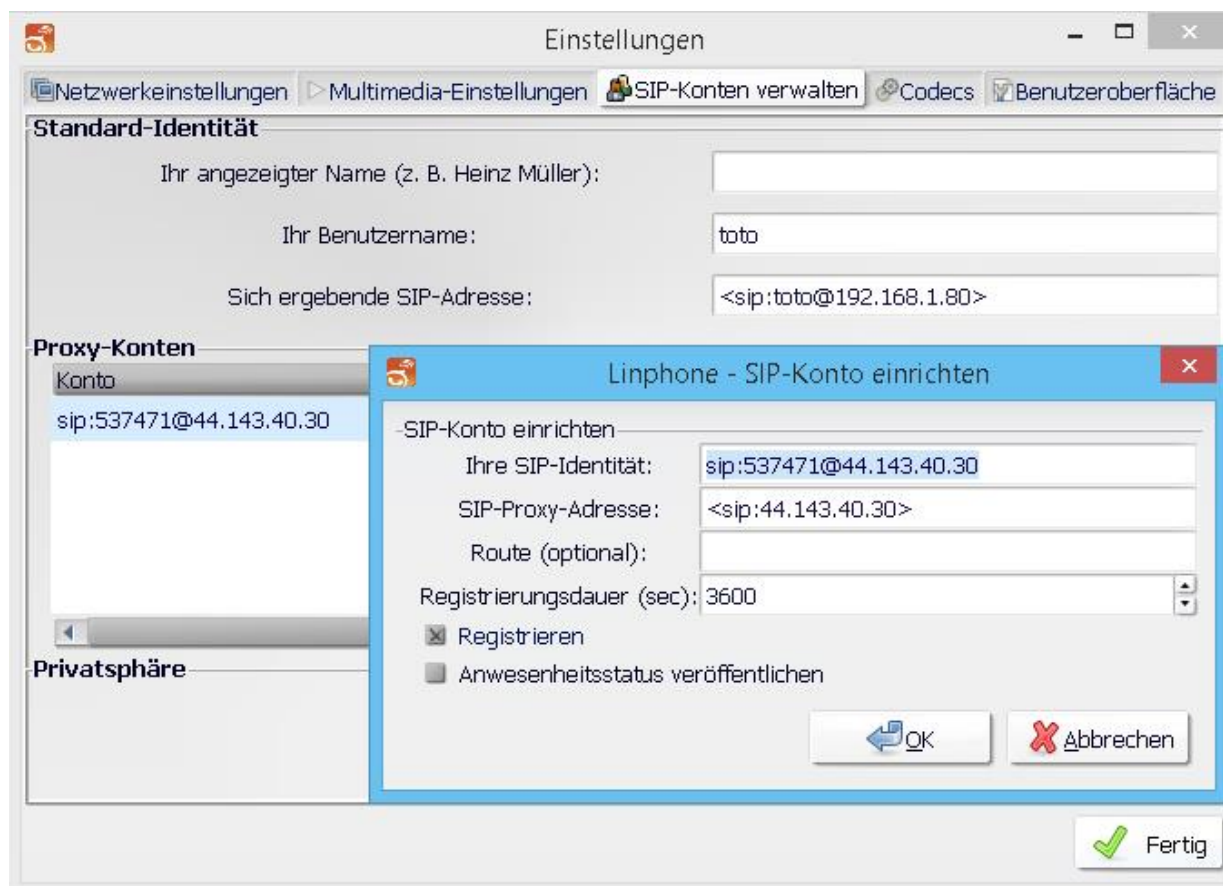 Einstellungen
Netzwerkeinstellungen Multimedia-Einstellungen SIP-Konten verwalten Codecs Benutzeroberfläche
Standard-Identität
Ihr angezeigter Name (z. B. Heinz Müller):
Ihr Benutzername: toto
Sich ergebende SIP-Adresse: <sip:toto@192.168.1.80>
Proxy-Konten
Konto
sip:537471@44.143.40.30
Privatsphäre
Linphone - SIP-Konto einrichten
SIP-Konto einrichten
Ihre SIP-Identität: sip:537471@44.143.40.30
SIP-Proxy-Adresse: <sip:44.143.40.30>
Route (optional):
Registrierungsdauer (sec): 3600
Registrieren
Anwesenheitsstatus veröffentlichen
OK Abbrechen
Fertig